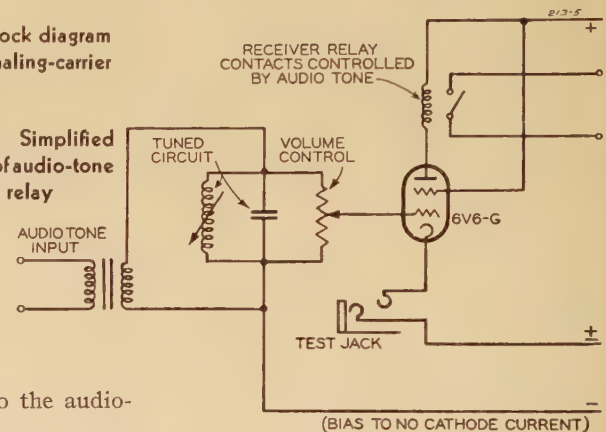 ock diagram
naling-carrier
Simplified
of audio-tone
relay
213-5
RECEIVER RELAY
CONTACTS CONTROLLED
BY AUDIO TONE
TUNED
CIRCUIT
VOLUME
CONTROL
AUDIO TONE
INPUT
6V6-G
TEST JACK
+
±
−
(BIAS TO NO CATHODE CURRENT)
o the audio-